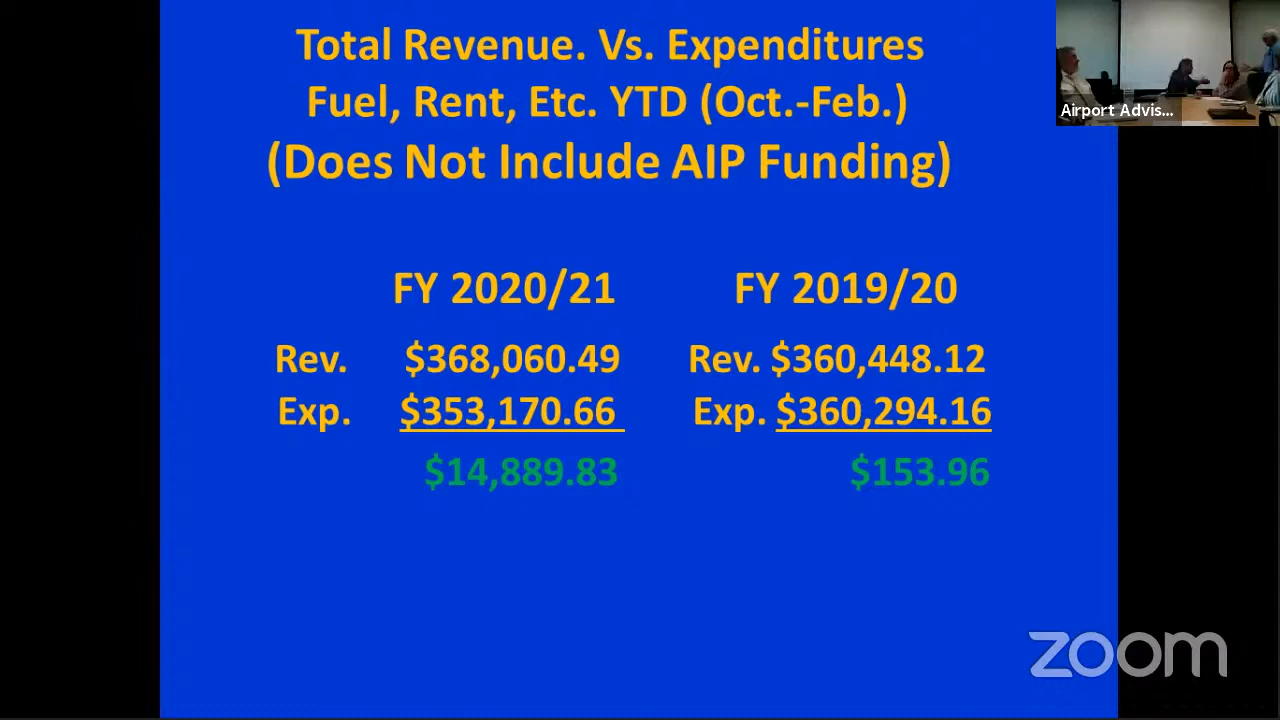 Total Revenue. Vs. Expenditures
Fuel, Rent, Etc. YTD (Oct.-Feb.)
(Does Not Include AIP Funding)
Airport Advis...
FY 2020/21 FY 2019/20
Rev. $368,060.49 Rev. $360,448.12
Exp. $353,170.66 Exp. $360,294.16
$14,889.83 $153.96
zoom